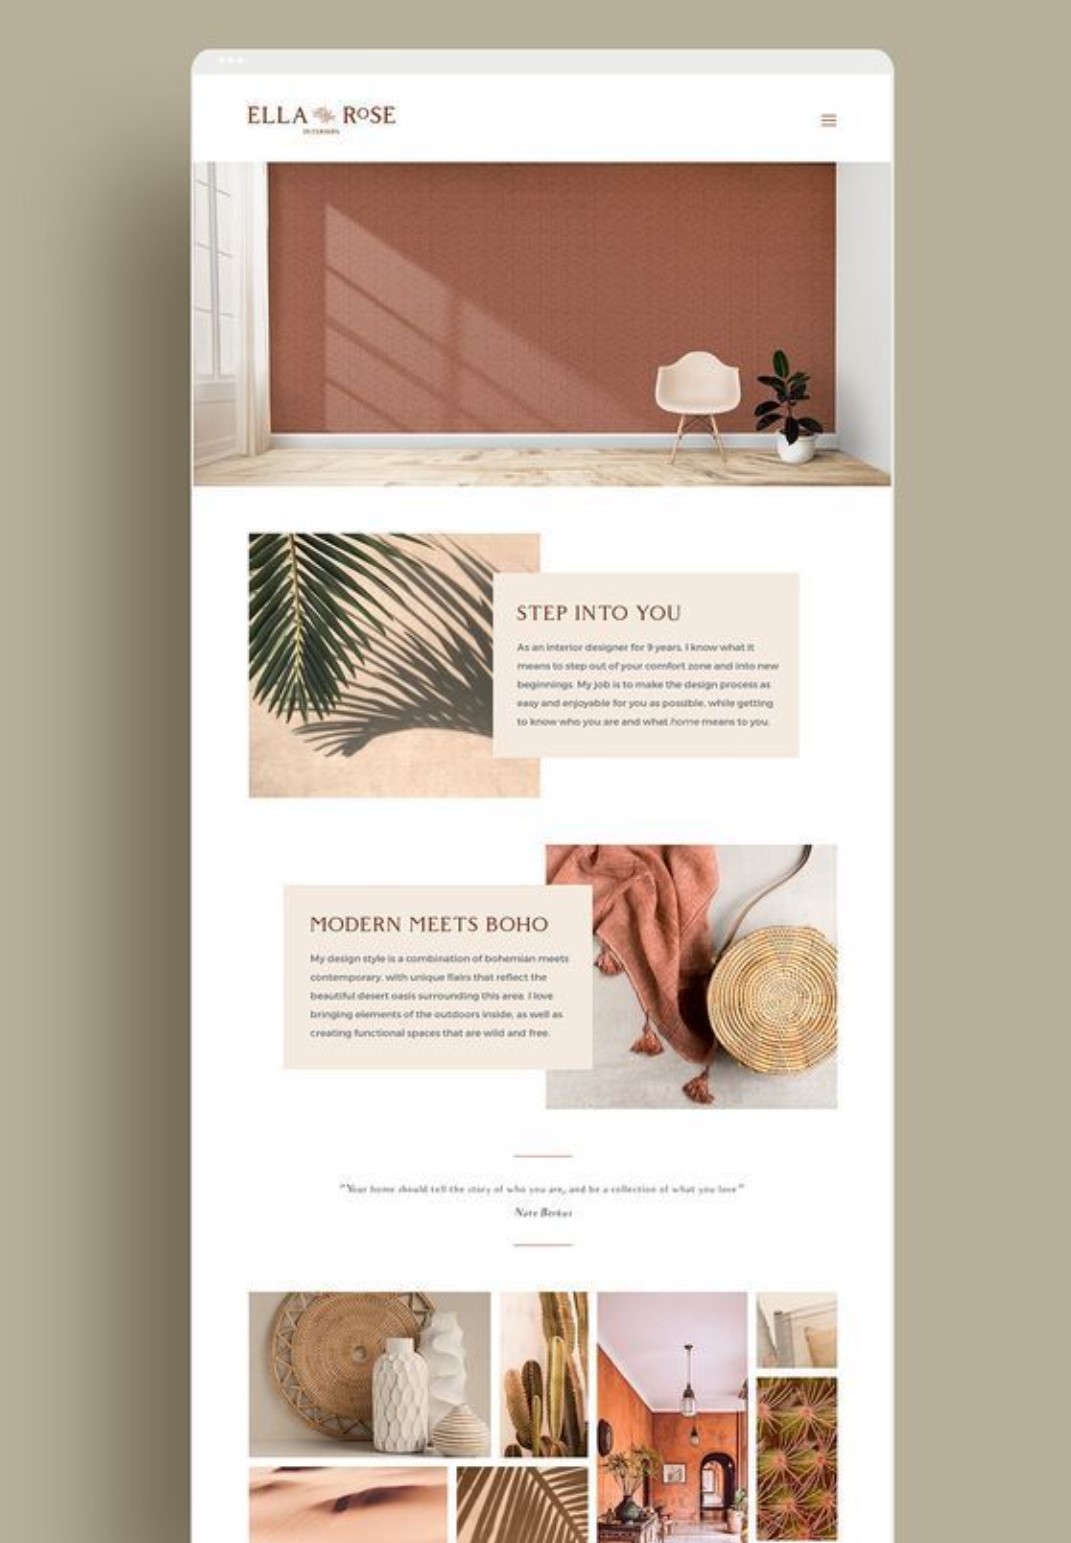 ELLA ROSE
INTERIORS
STEP INTO YOU
As an interior designer for 9 years, I know what it
means to step out of your comfort zone and into new
beginnings. My job is to make the design process as
easy and enjoyable for you as possible, while getting
to know who you are and what home means to you.
MODERN MEETS BOHO
My design style is a combination of bohemian meets
contemporary, with unique flairs that reflect the
beautiful desert oasis surrounding this area. I love
bringing elements of the outdoors inside, as well as
creating functional spaces that are wild and free.
"Your home should tell the story of who you are, and be a collection of what you love"
Nate Berkus